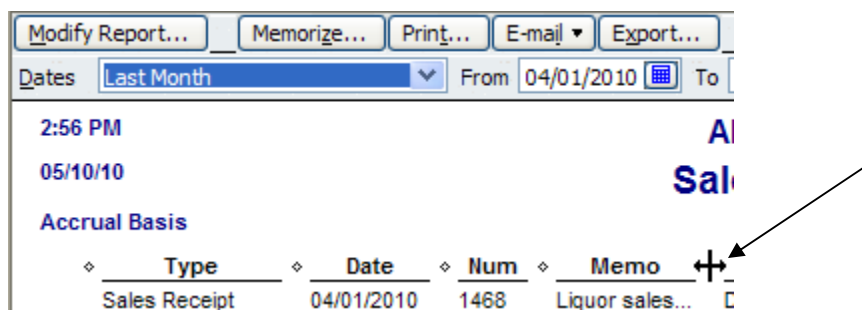 Modify Report... Memorize... Print... E-mail Export...
Dates Last Month From 04/01/2010 To
2:56 PM
05/10/10
Accrual Basis
Type Date Num Memo
Sales Receipt 04/01/2010 1468 Liquor sales...